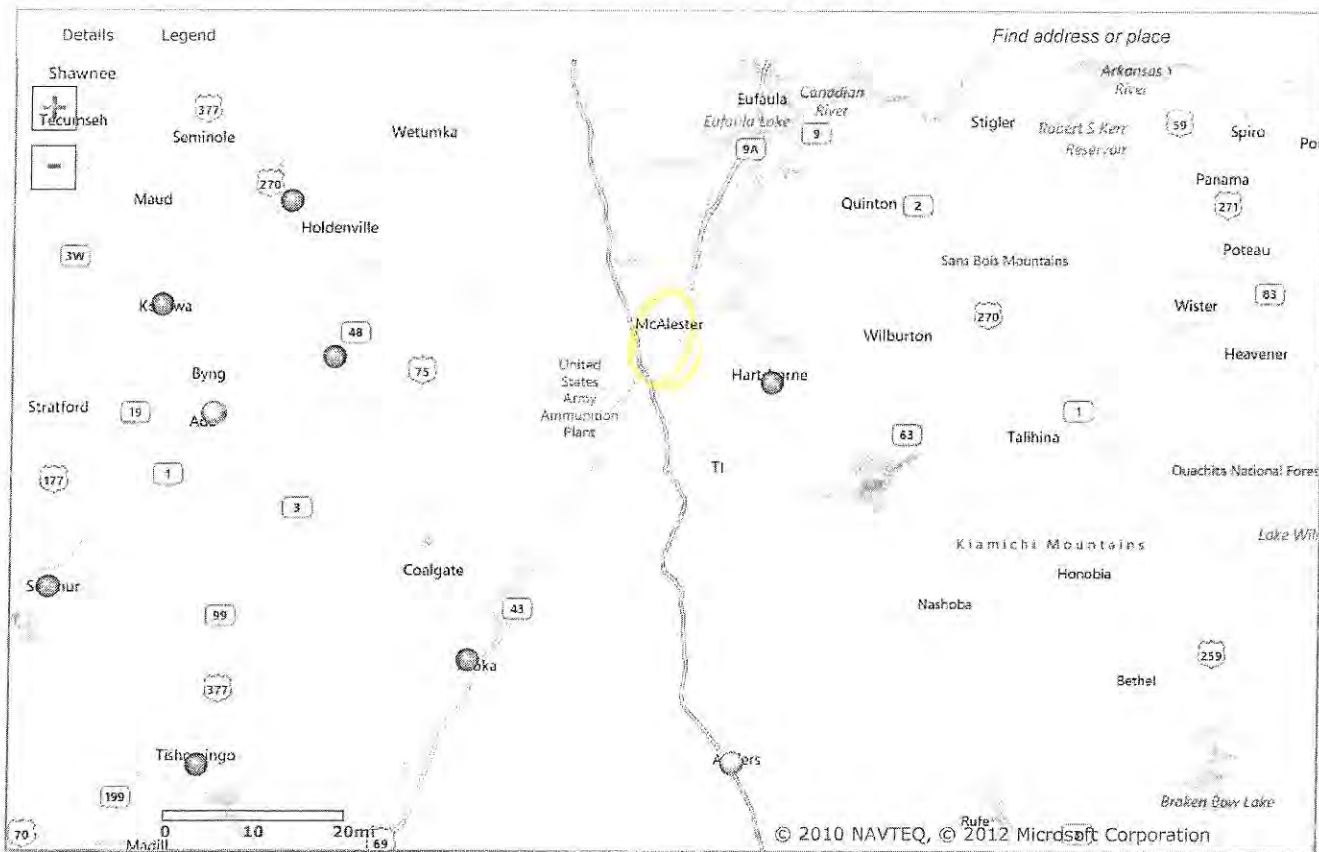 Details Legend Find address or place
Shawnee
+
Tecumseh
377
Seminole
Wetumka
Eufaula
Eufaula Lake
Canadian
River
9
9A
Stigler
Arkansas
River
Robert S Kerr
Reservoir
59
Spiro
-
Maud
270
Holdenville
Quinton 2
Panama
271
3W
Sans Bois Mountains
Poteau
48
McAlester
Wilburton
270
Wister
83
Heavener
Byng
75
United
States
Army
Ammunition
Plant
Stratford
19
63
Talihina
1
177
1
3
TI
Ouachita National Fores
Kiamichi Mountains
Honobia
Lake
Coalgate
43
Nashoba
99
377
Bethel
259
199
0 10 20mi
70
Madill
69
Broken Bow Lake
Rufe
© 2010 NAVTEQ, © 2012 Microsoft Corporation